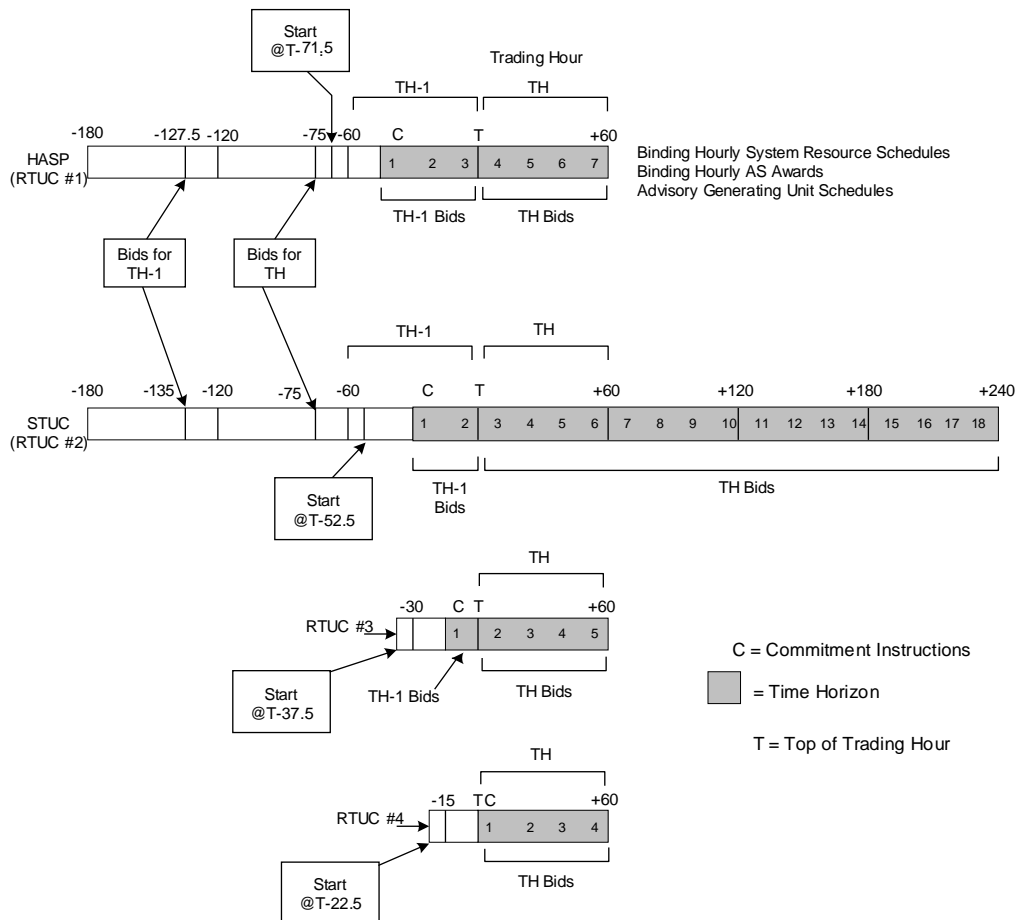 Start
@T-71.5
Trading Hour
TH-1 TH
-180 -127.5 -120 -75 -60 C T +60
HASP
(RTUC #1)
1 2 3 4 5 6 7
Binding Hourly System Resource Schedules
Binding Hourly AS Awards
Advisory Generating Unit Schedules
TH-1 Bids TH Bids
Bids for
TH-1
Bids for
TH
TH-1 TH
-180 -135 -120 -75 -60 C T +60 +120 +180 +240
STUC
(RTUC #2)
1 2 3 4 5 6 7 8 9 10 11 12 13 14 15 16 17 18
TH-1
Bids
TH Bids
Start
@T-52.5
TH
-30 C T +60
RTUC #3
1 2 3 4 5
TH-1 Bids TH Bids
Start
@T-37.5
C = Commitment Instructions
= Time Horizon
T = Top of Trading Hour
TH
-15 T C +60
RTUC #4
1 2 3 4
TH Bids
Start
@T-22.5